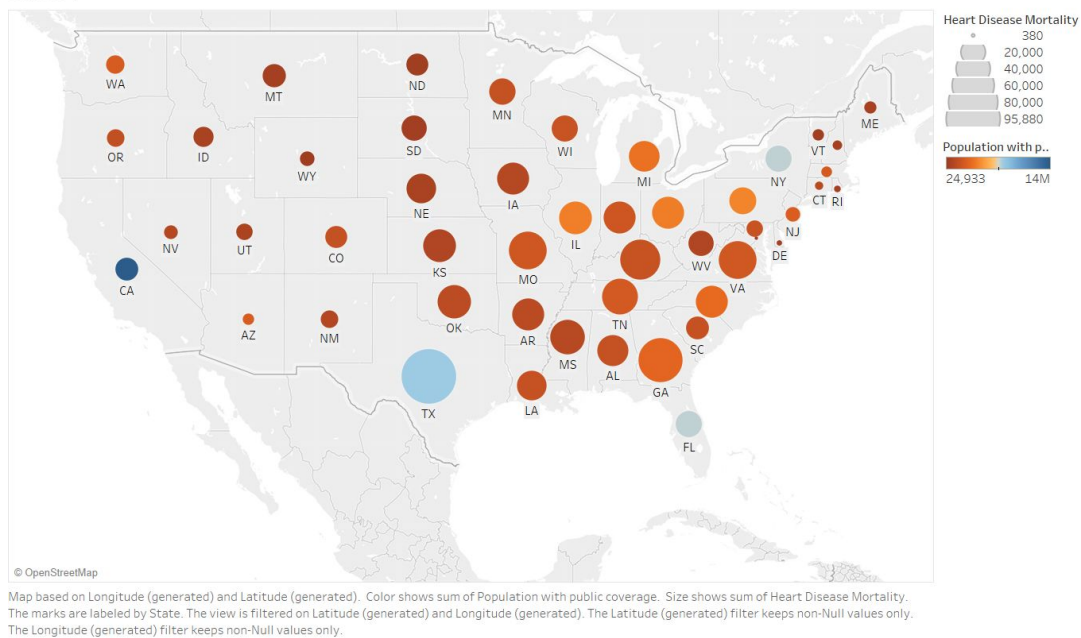 WA
MT
ND
MN
ME
VT
OR
ID
SD
WI
WY
MI
NY
CT RI
NE
IA
NJ
NV
UT
CO
IL
DE
KS
MO
WV
VA
CA
AZ
NM
OK
AR
TN
SC
MS
AL
GA
TX
LA
FL
© OpenStreetMap
Heart Disease Mortality
380
20,000
40,000
60,000
80,000
95,880
Population with p..
24,933 14M
Map based on Longitude (generated) and Latitude (generated). Color shows sum of Population with public coverage. Size shows sum of Heart Disease Mortality.
The marks are labeled by State. The view is filtered on Latitude (generated) and Longitude (generated). The Latitude (generated) filter keeps non-Null values only.
The Longitude (generated) filter keeps non-Null values only.